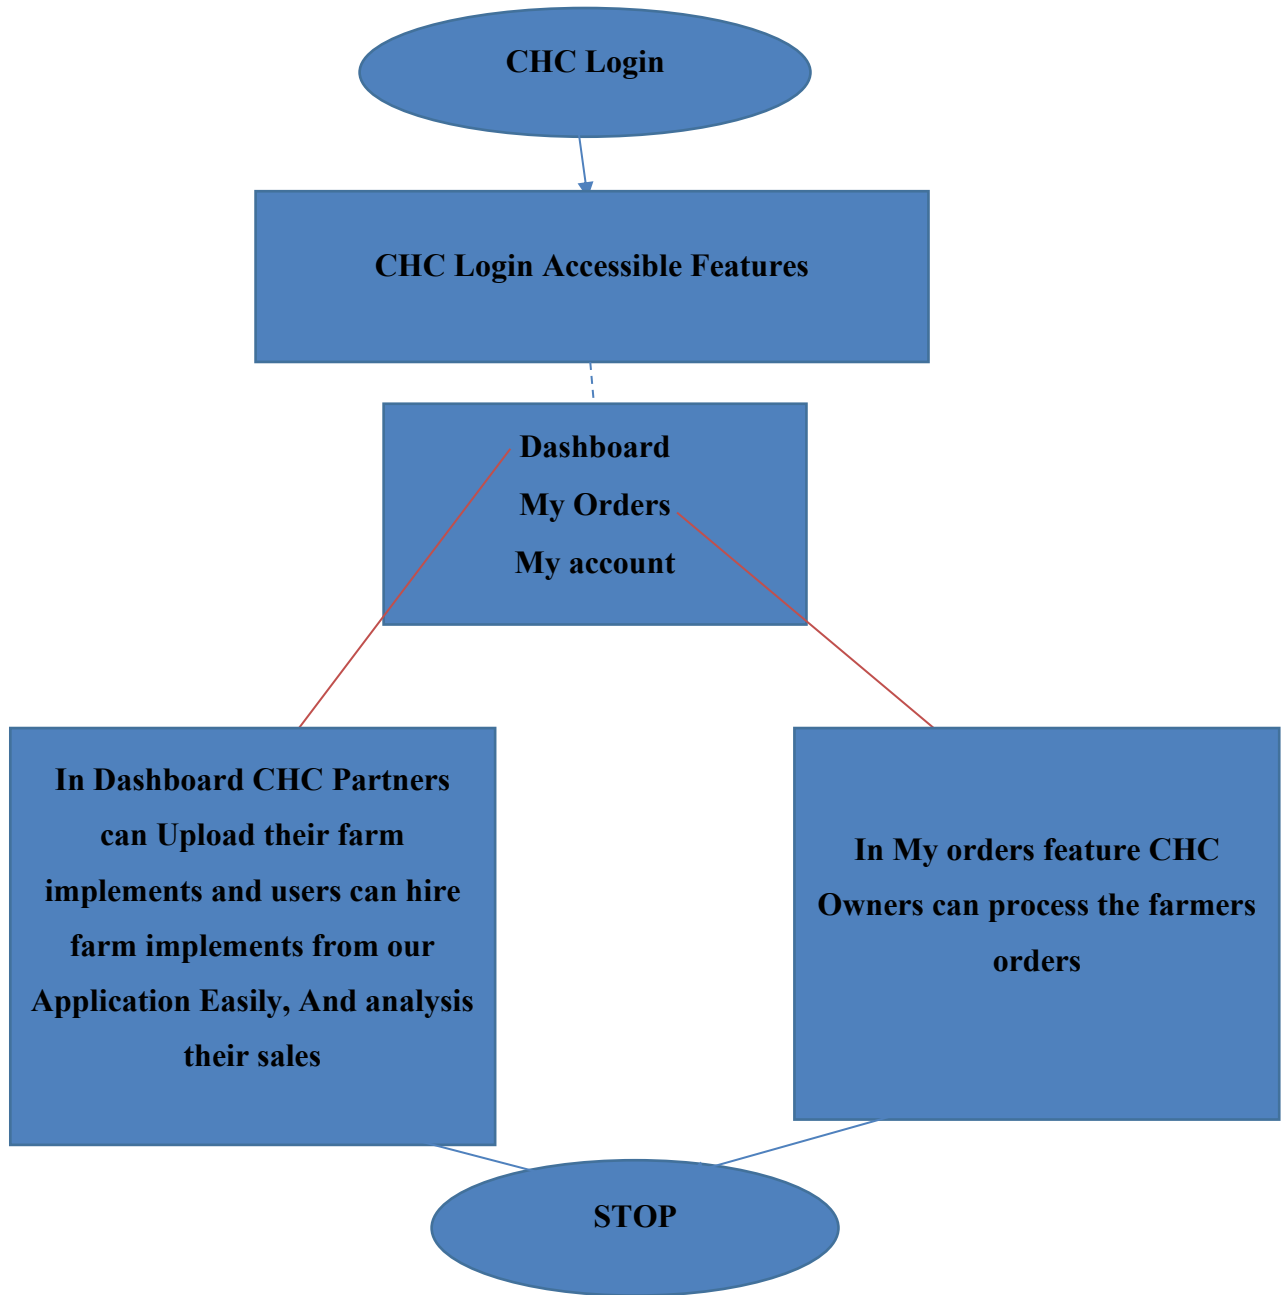 CHC Login
CHC Login Accessible Features
Dashboard
My Orders
My account
In Dashboard CHC Partners
can Upload their farm
implements and users can hire
farm implements from our
Application Easily, And analysis
their sales
In My orders feature CHC
Owners can process the farmers
orders
STOP